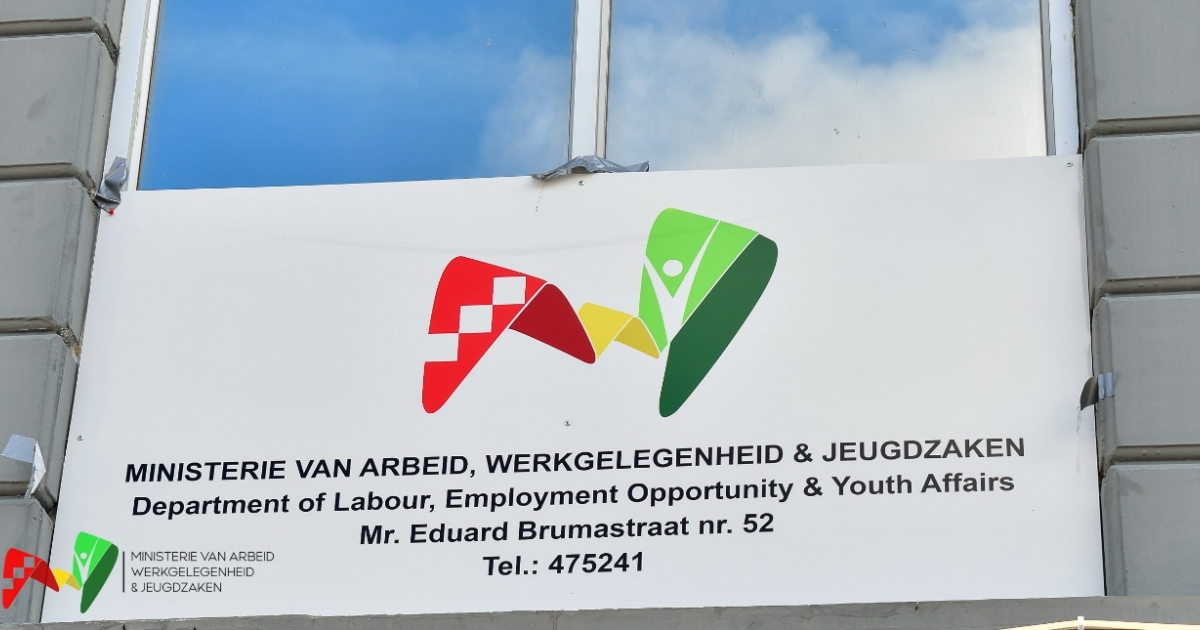 MINISTERIE VAN ARBEID, WERKGELEGENHEID & JEUGDZAKEN
Department of Labour, Employment Opportunity & Youth Affairs
Mr. Eduard Brumastraat nr. 52
Tel.: 475241
MINISTERIE VAN ARBEID
WERKGELEGENHEID
& JEUGDZAKEN